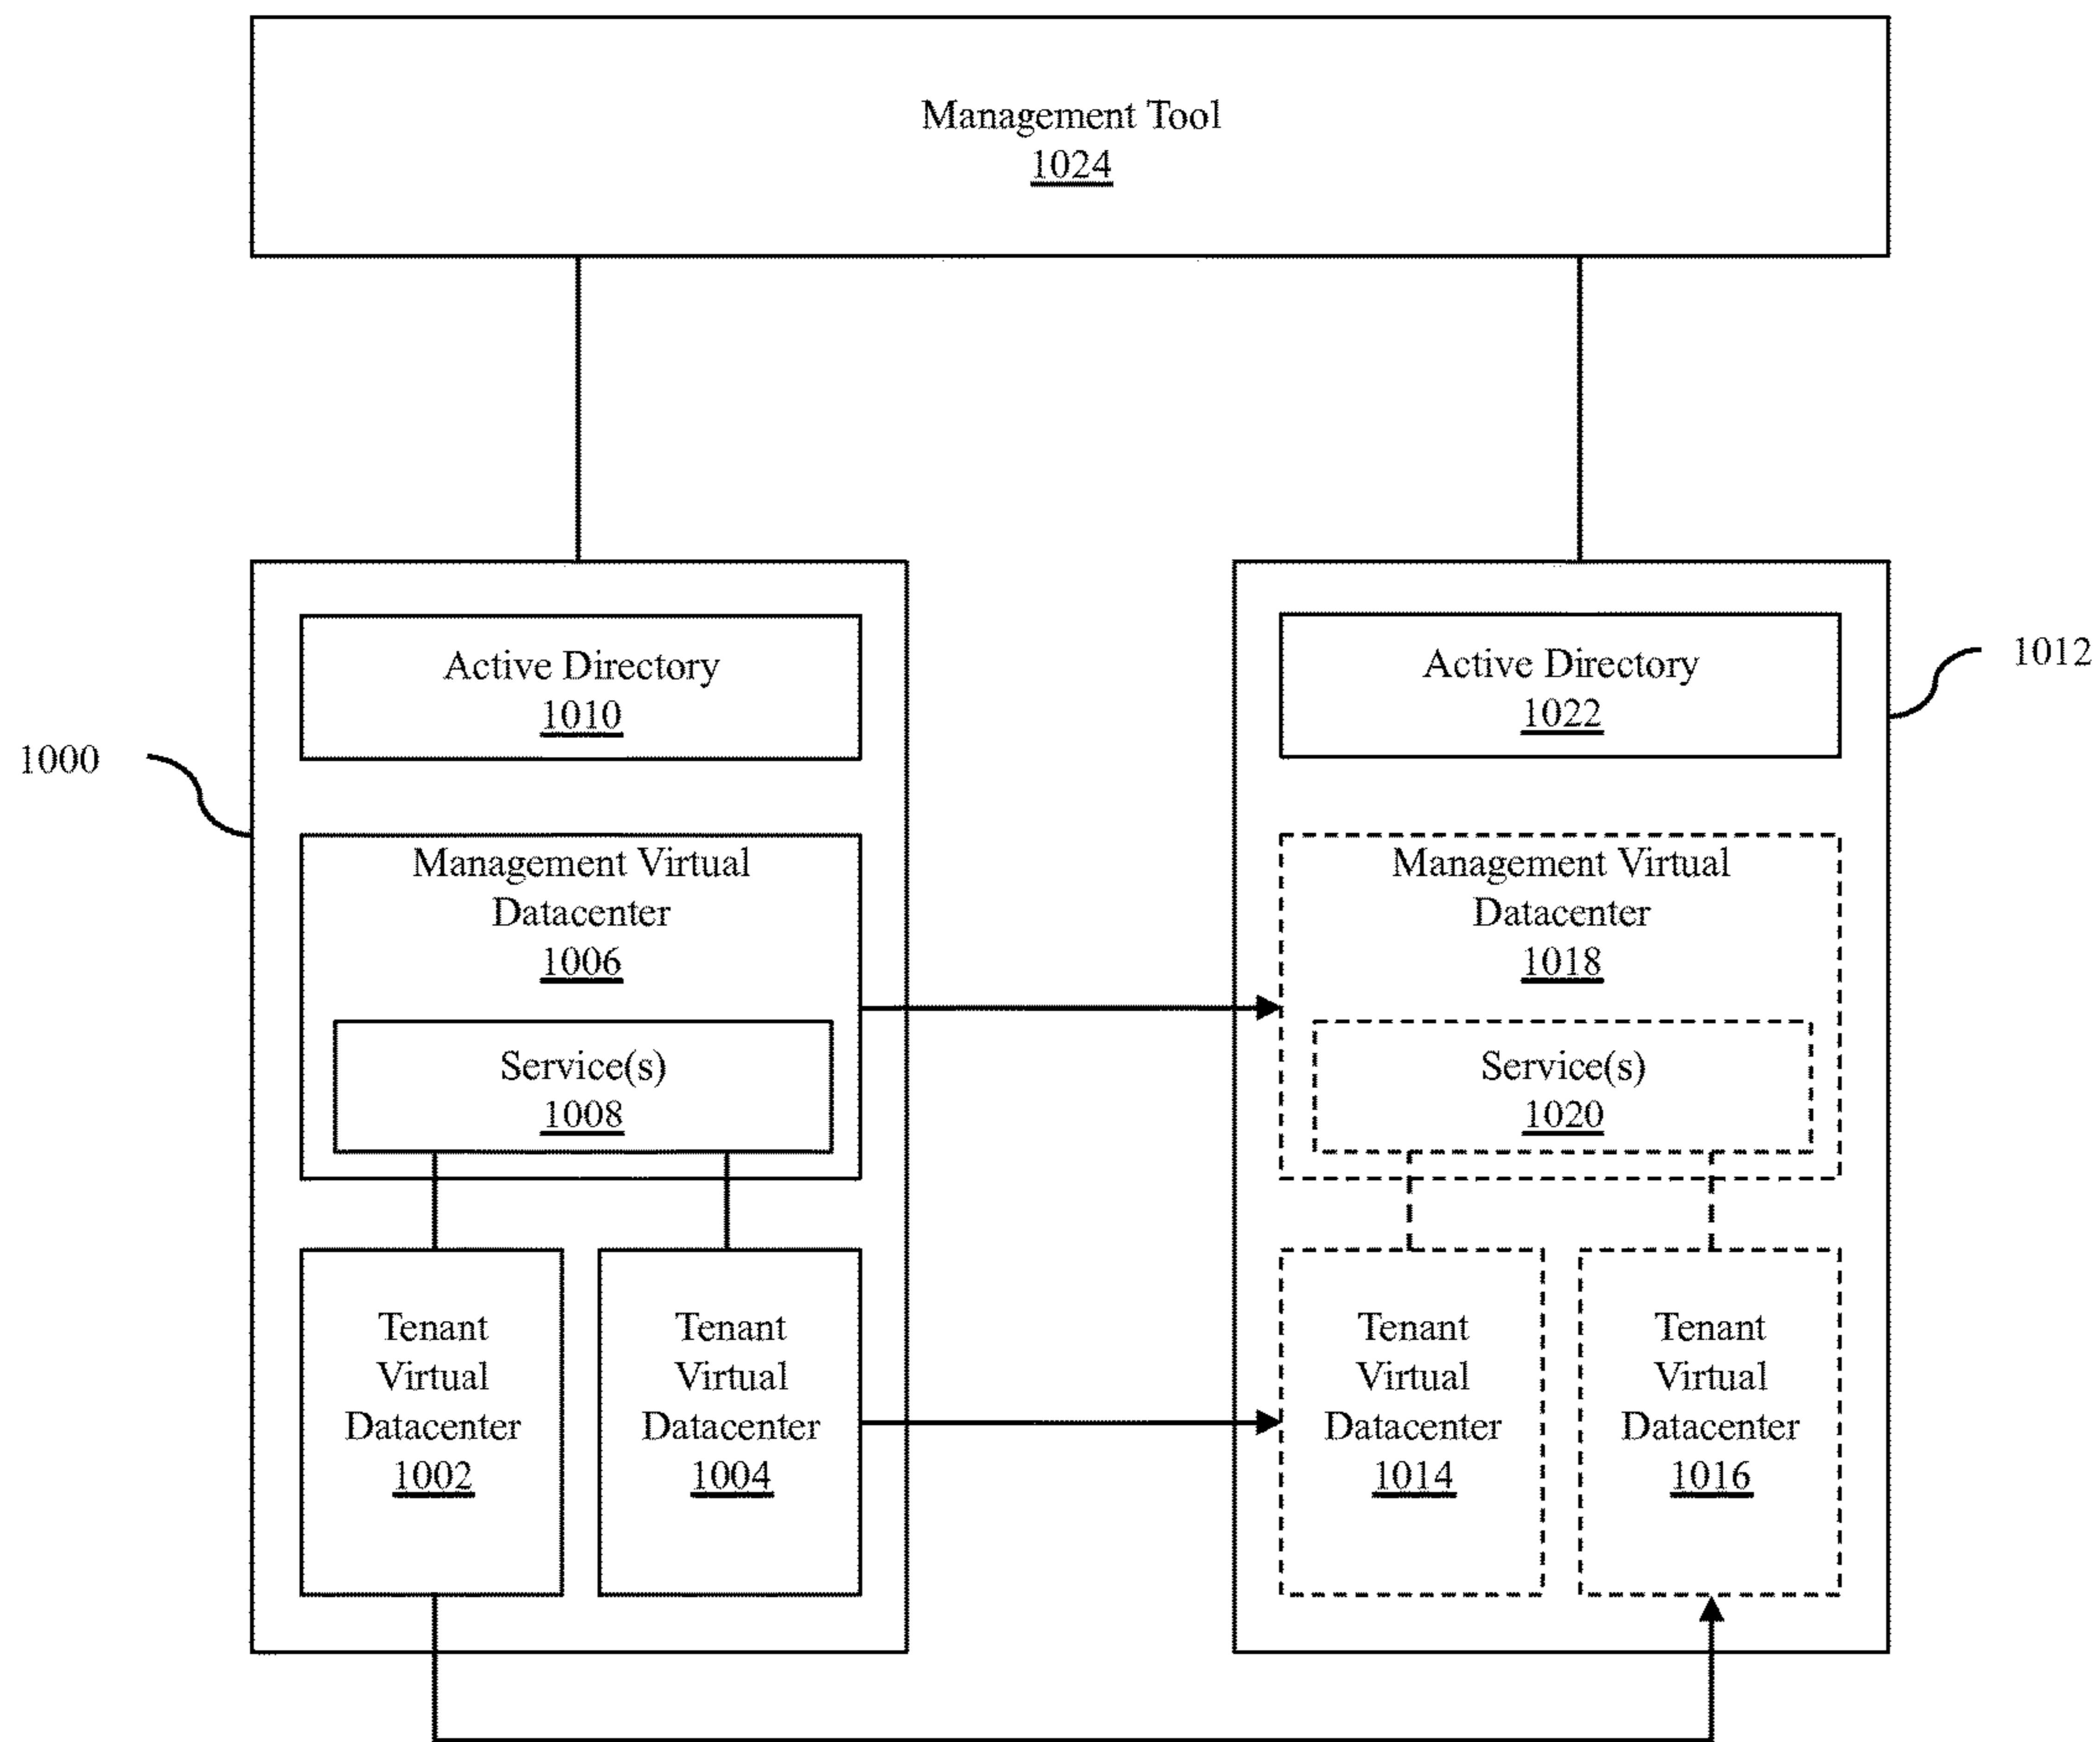 Management Tool
1024
Active Directory
1010
Active Directory
1022
1012
1000
Management Virtual
Datacenter
1006
Management Virtual
Datacenter
1018
Service(s)
1008
Service(s)
1020
Tenant
Virtual
Datacenter
1002
Tenant
Virtual
Datacenter
1004
Tenant
Virtual
Datacenter
1014
Tenant
Virtual
Datacenter
1016